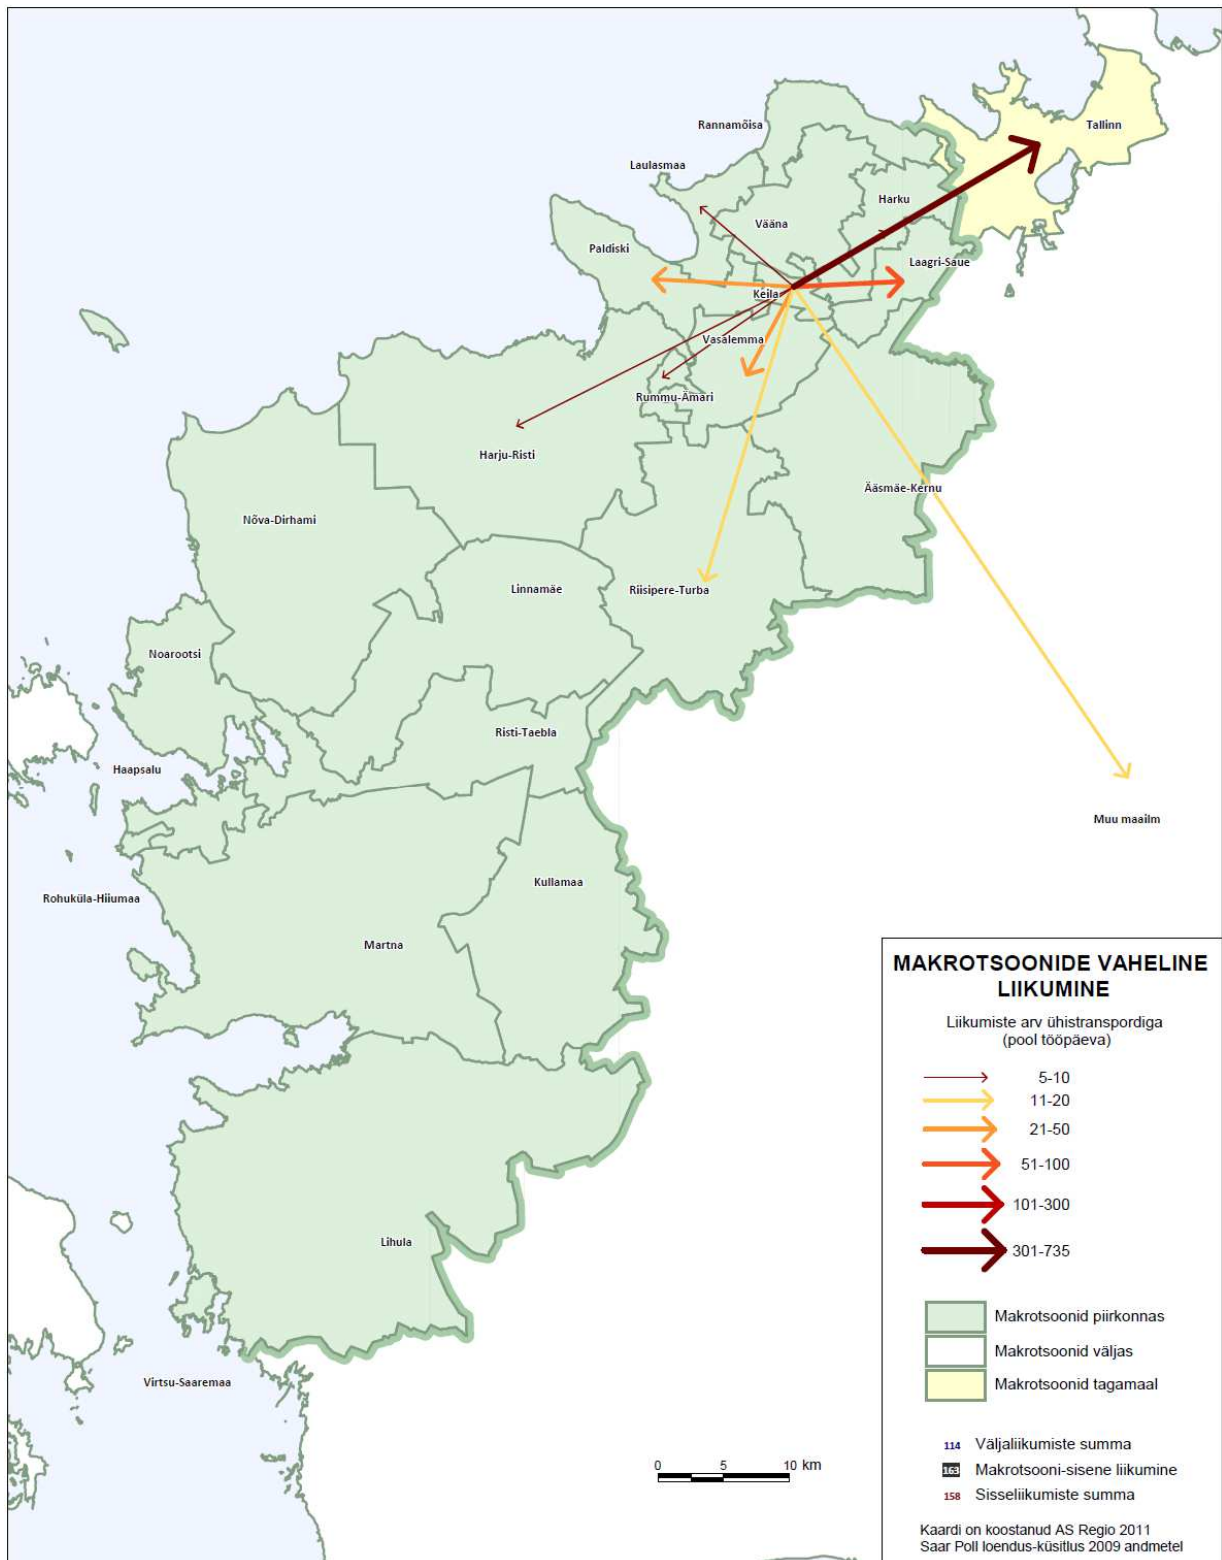 Tallinn
Rannamõisa
Laulasmaa
Harku
Vääna
Paldiski
Laagri-Saue
Keila
Vasalemma
Rummu-Ämari
Harju-Risti
Ääsmäe-Kernu
Nõva-Dirhami
Linnamäe
Riisipere-Turba
Noarootsi
Risti-Taebla
Haapsalu
Muu maailm
Kullamaa
Rohuküla-Hiiumaa
Martna
Lihula
Virtsu-Saaremaa
0 5 10 km
MAKROTSOONIDE VAHELINE
LIIKUMINE
Liikumiste arv ühistranspordiga
(pool tööpäeva)
5-10
11-20
21-50
51-100
101-300
301-735
Makrotsoonid piirkonnas
Makrotsoonid väljas
Makrotsoonid tagamaal
114 Väljaliikumiste summa
163 Makrotsooni-sisene liikumine
158 Sisseliikumiste summa
Kaardi on koostanud AS Regio 2011
Saar Poll loendus-küsitlus 2009 andmetel